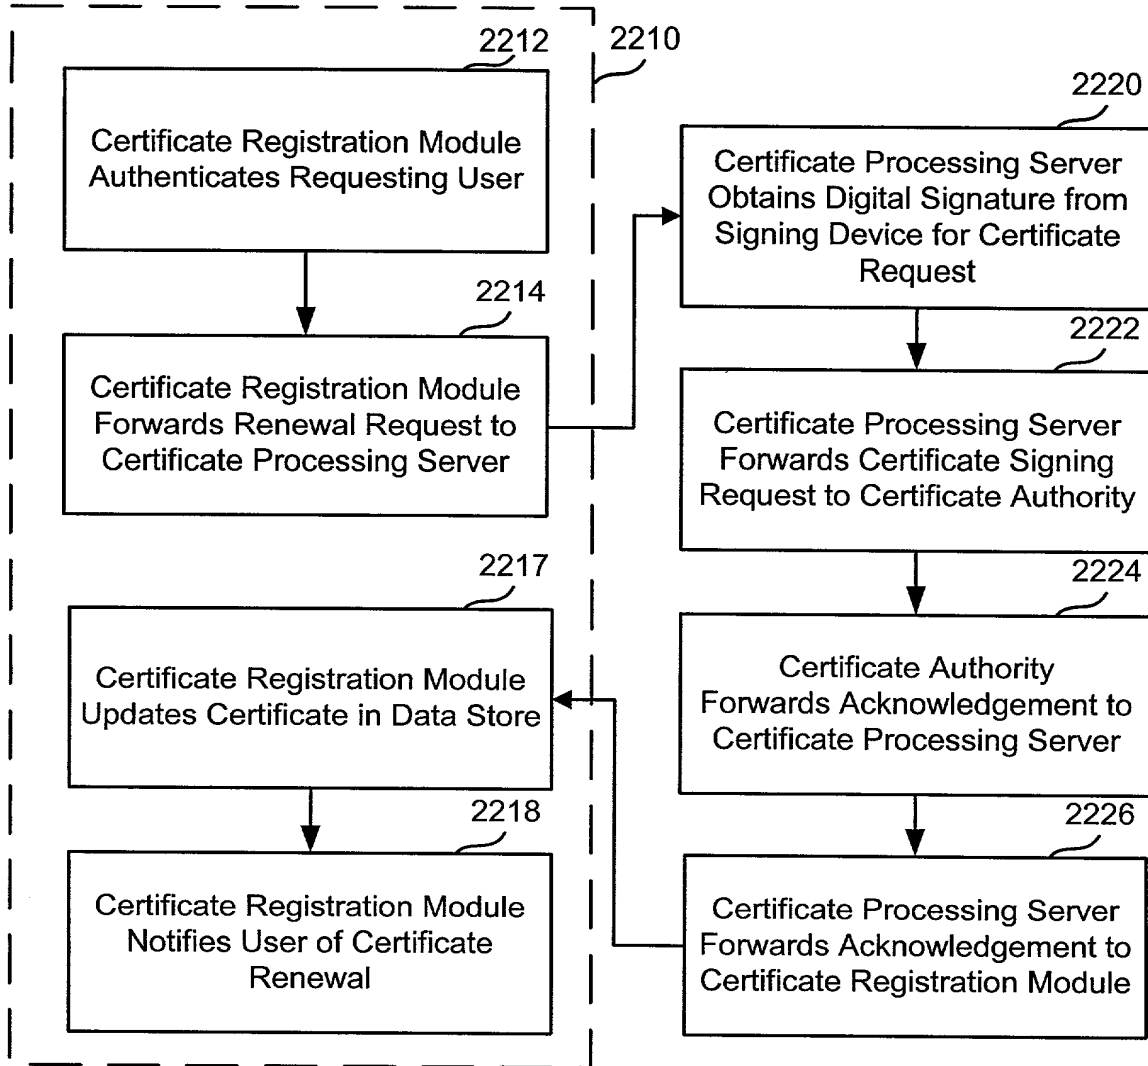 2212
Certificate Registration Module
Authenticates Requesting User
2210
2214
Certificate Registration Module
Forwards Renewal Request to
Certificate Processing Server
2220
Certificate Processing Server
Obtains Digital Signature from
Signing Device for Certificate
Request
2222
Certificate Processing Server
Forwards Certificate Signing
Request to Certificate Authority
2224
Certificate Authority
Forwards Acknowledgement to
Certificate Processing Server
2226
Certificate Processing Server
Forwards Acknowledgement to
Certificate Registration Module
2217
Certificate Registration Module
Updates Certificate in Data Store
2218
Certificate Registration Module
Notifies User of Certificate
Renewal